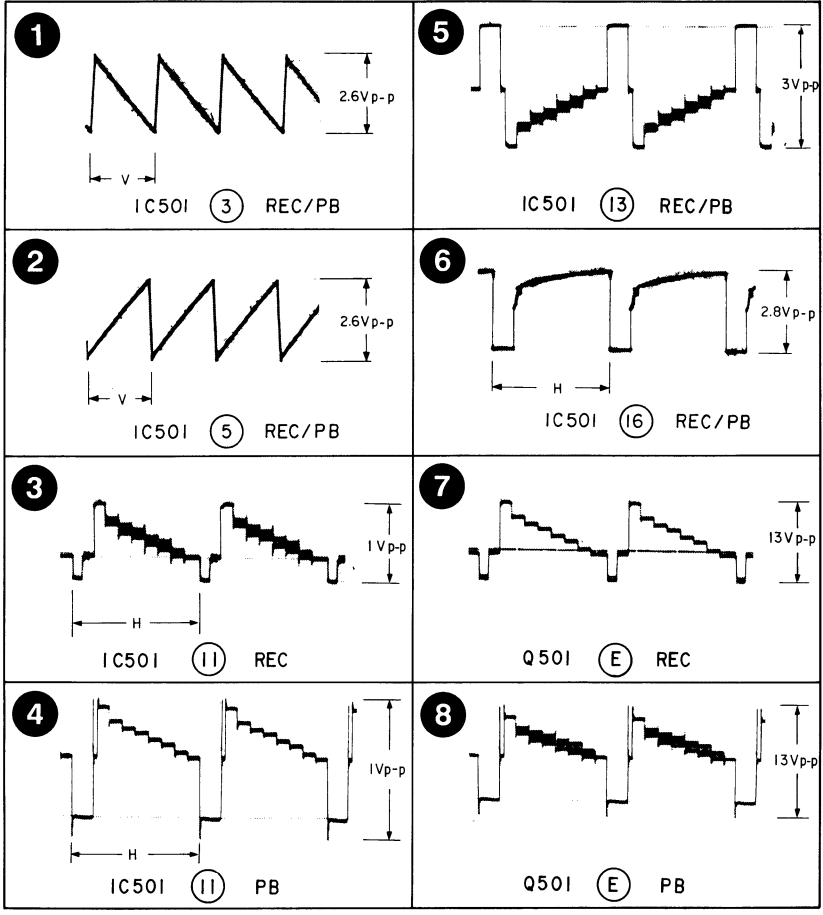 1
2.6Vp-p
V
IC501 3 REC/PB
2
2.6Vp-p
V
IC501 5 REC/PB
3
1Vp-p
H
IC501 11 REC
4
1Vp-p
H
IC501 11 PB
5
3Vp-p
IC501 13 REC/PB
6
2.8Vp-p
H
IC501 16 REC/PB
7
13Vp-p
Q501 E REC
8
13Vp-p
Q501 E PB